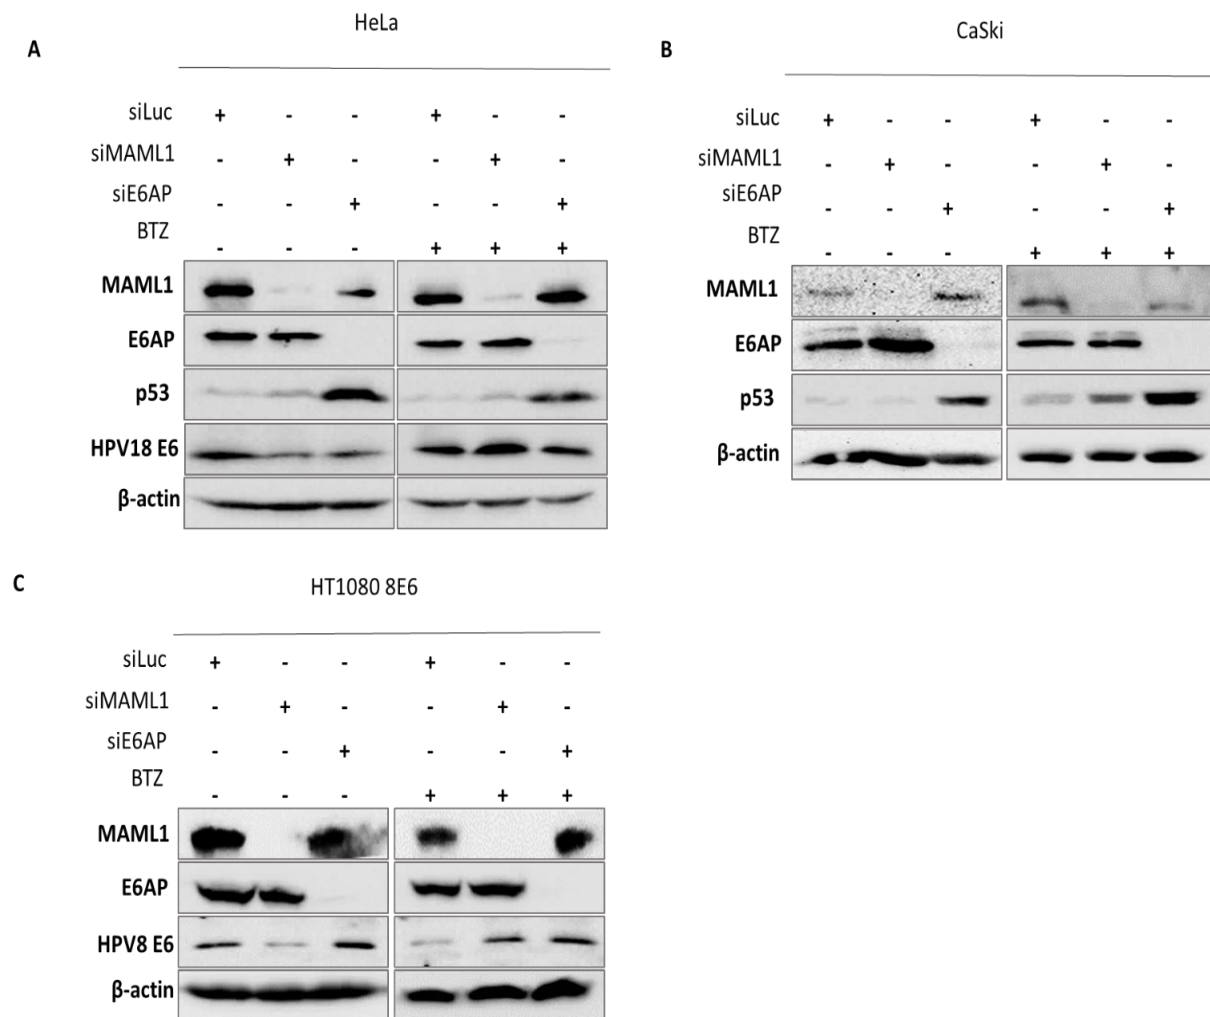 HeLa
A
siLuc + - - + - -
siMAML1 - + - - + -
siE6AP - - + - - +
BTZ - - - + + +
MAML1
E6AP
p53
HPV18 E6
β-actin
CaSki
B
siLuc + - - + - -
siMAML1 - + - - + -
siE6AP - - + - - +
BTZ - - - + + +
MAML1
E6AP
p53
β-actin
C
HT1080 8E6
siLuc + - - + - -
siMAML1 - + - - + -
siE6AP - - + - - +
BTZ - - - + + +
MAML1
E6AP
HPV8 E6
β-actin